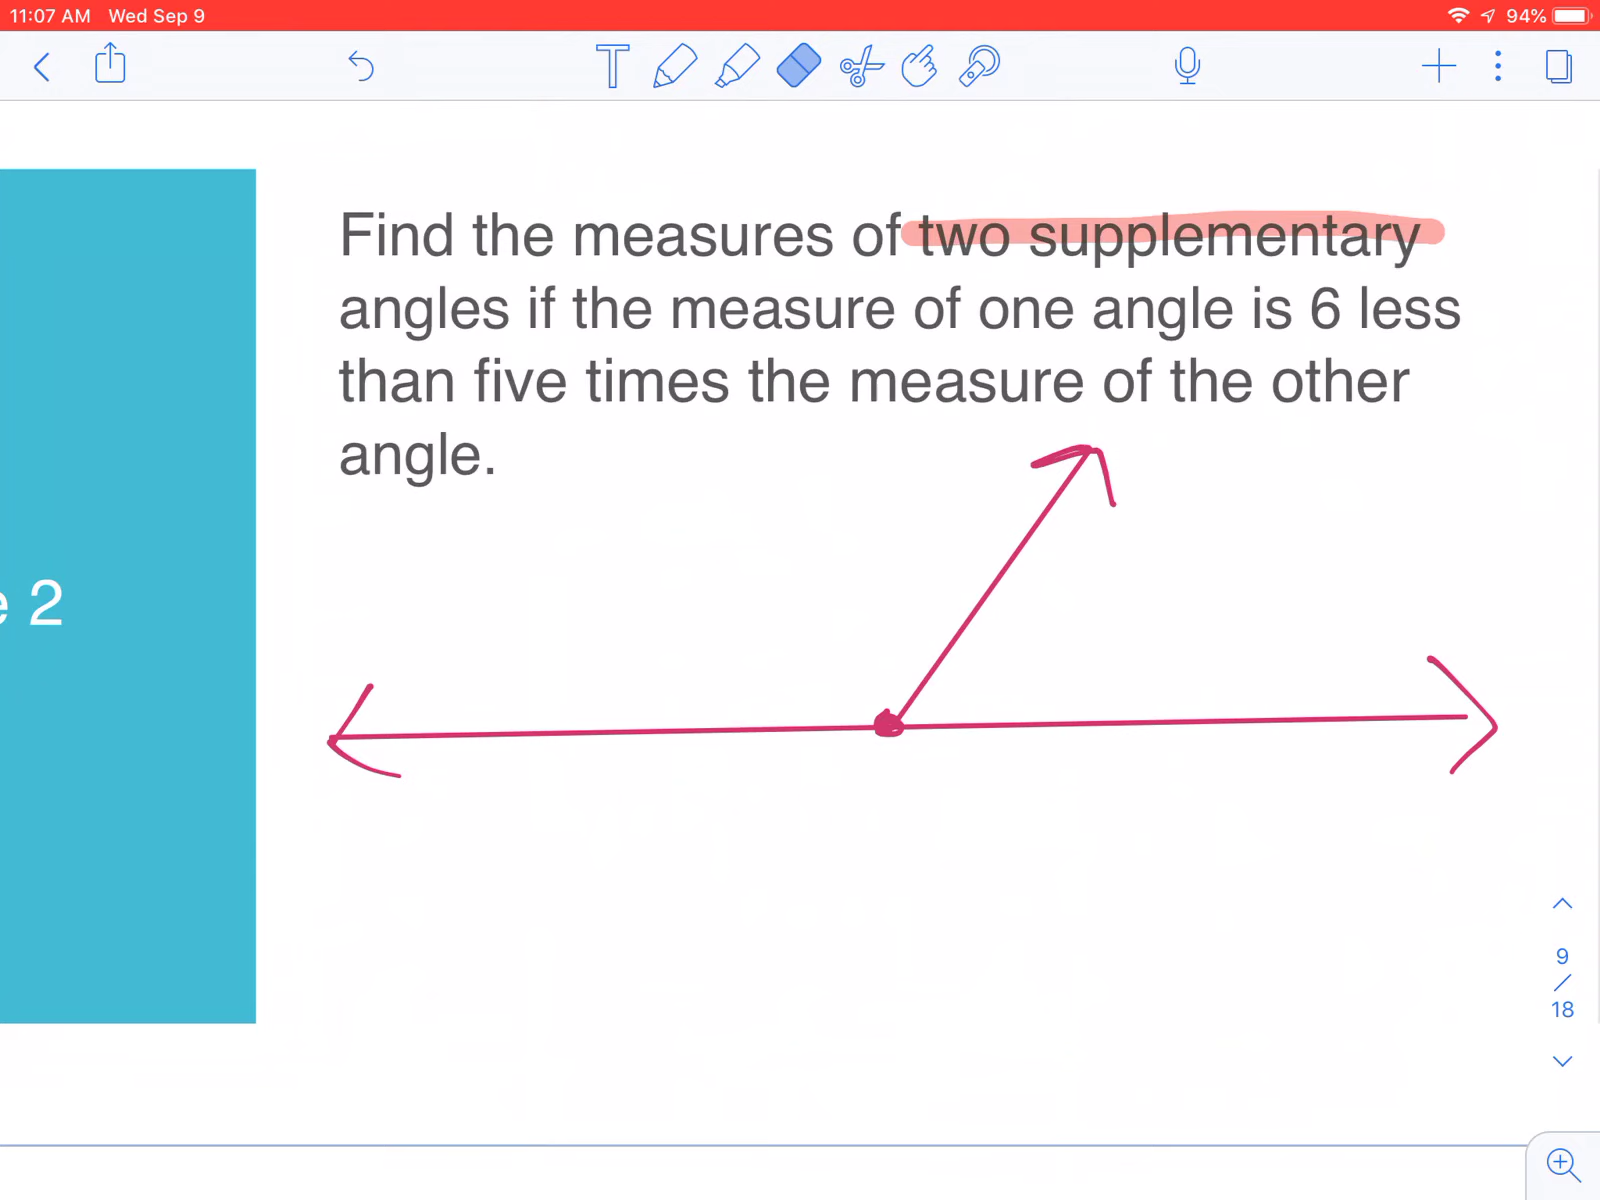 11:07 AM Wed Sep 9
94%
T
Find the measures of two supplementary
angles if the measure of one angle is 6 less
than five times the measure of the other
angle.
e 2
9
/
18